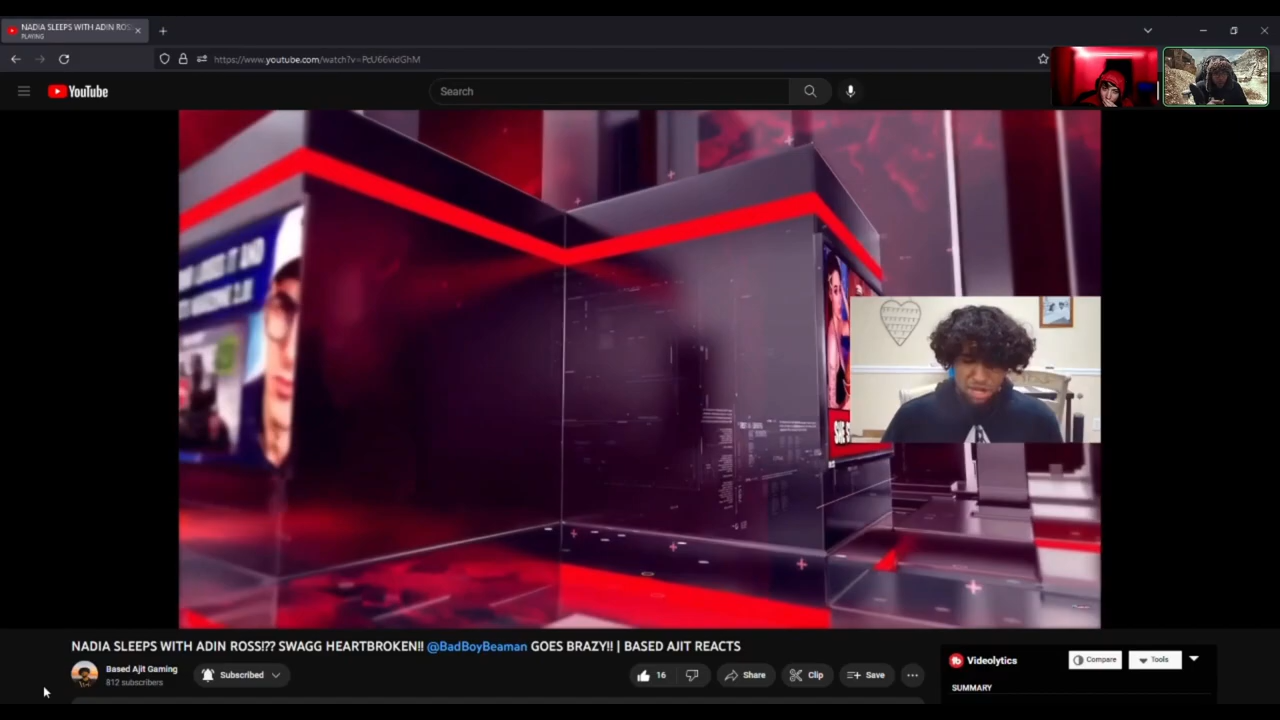 NADIA SLEEPS WITH ADIN ROSS
PLAYING
https://www.youtube.com/watch?v=PcU66vidGhM
YouTube
Search
NADIA SLEEPS WITH ADIN ROSS!?? SWAGG HEARTBROKEN!! @BadBoyBeaman GOES BRAZY!! | BASED AJIT REACTS
Based Ajit Gaming
812 subscribers
Subscribed
16
Share
Clip
Save
Videolytics
Compare
Tools
SUMMARY